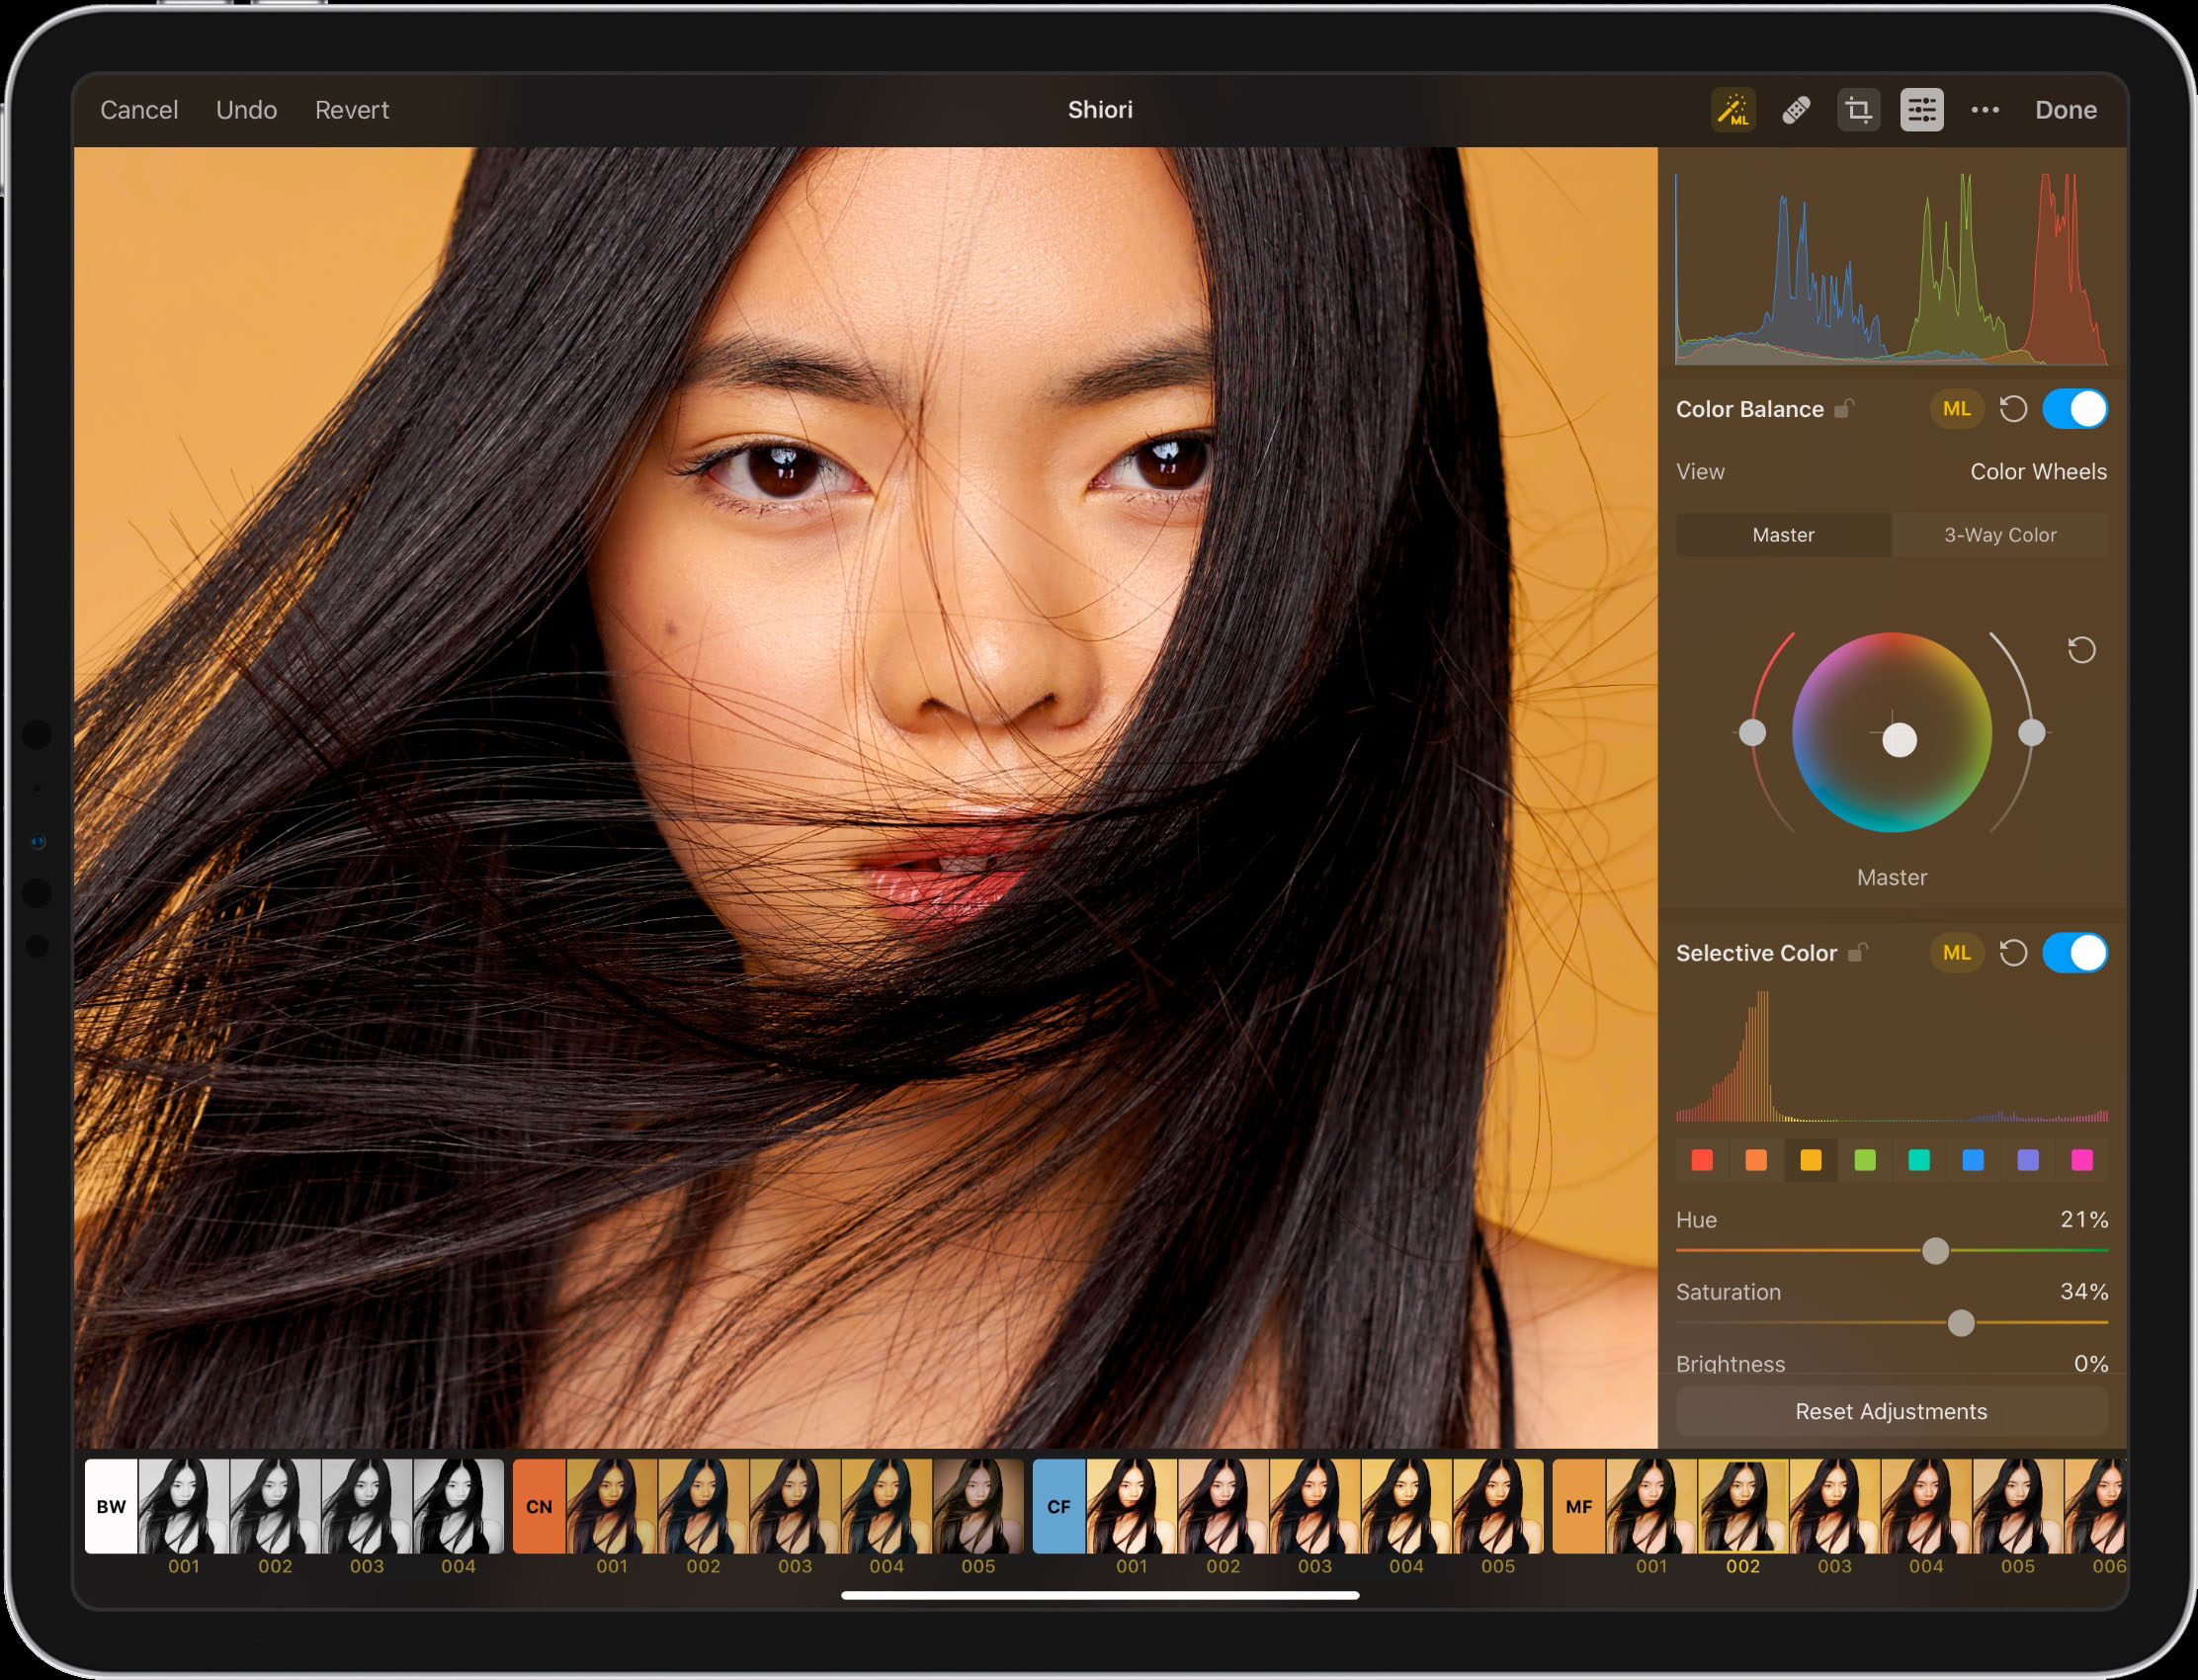 Cancel Undo Revert Shiori ML Done
Color Balance ML
View Color Wheels
Master 3-Way Color
Master
Selective Color ML
Hue 21%
Saturation 34%
Brightness 0%
Reset Adjustments
BW CN CF MF
001 002 003 004 001 002 003 004 005 001 002 003 004 005 001 002 003 004 005 006